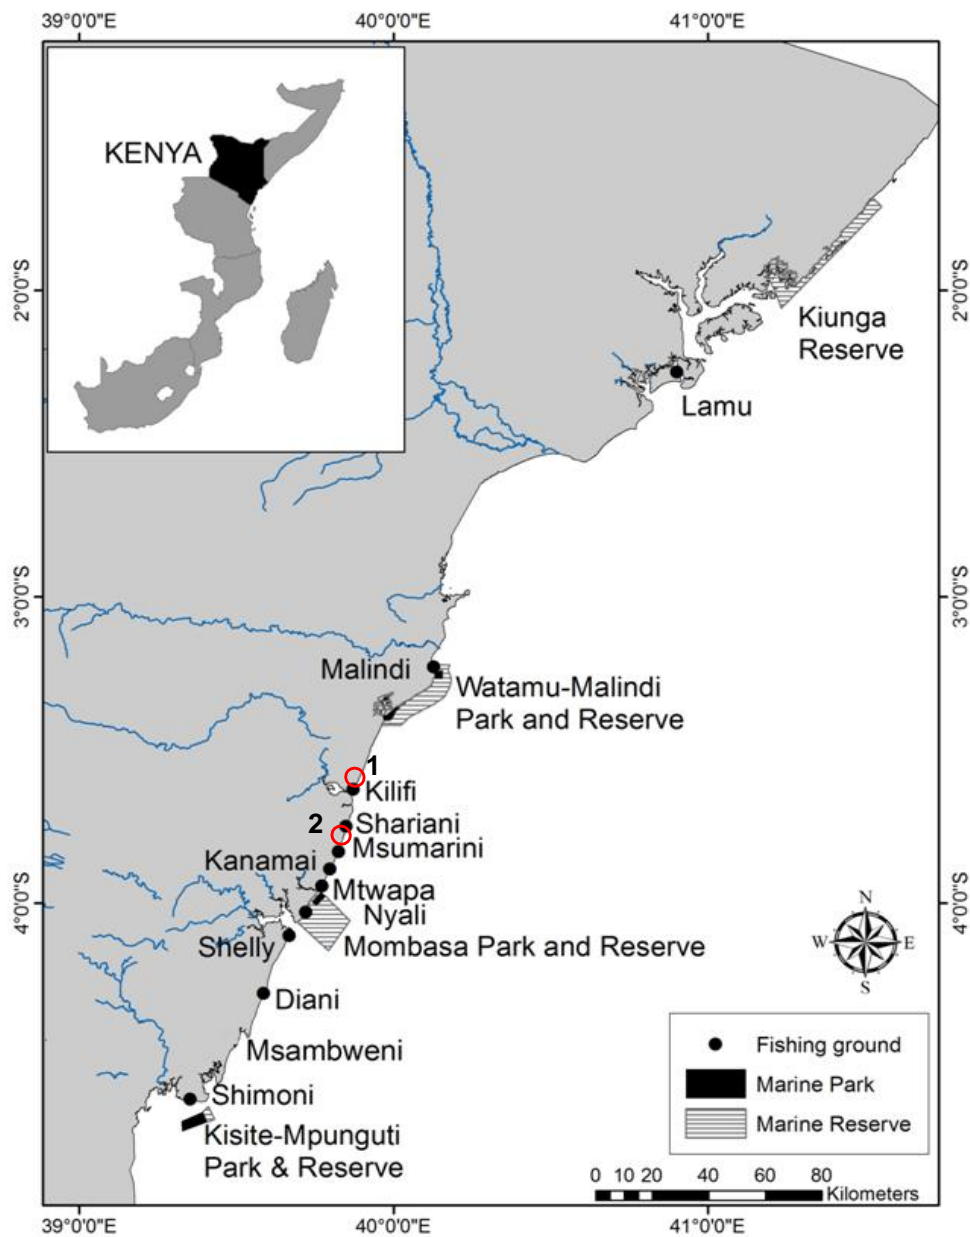 39°0'0"E 40°0'0"E 41°0'0"E
KENYA
2°0'0"S 2°0'0"S
Kiunga
Reserve
Lamu
3°0'0"S 3°0'0"S
Malindi
Watamu-Malindi
Park and Reserve
1
Kilifi
2
Shariani
Msumarini
Kanamai
Mtwapa
4°0'0"S 4°0'0"S
Nyali
Shelly
Mombasa Park and Reserve
N
W E
S
Diani
Msambweni
Shimoni
Kisite-Mpunguti
Park & Reserve
Fishing ground
Marine Park
Marine Reserve
0 10 20 40 60 80
Kilometers
39°0'0"E 40°0'0"E 41°0'0"E